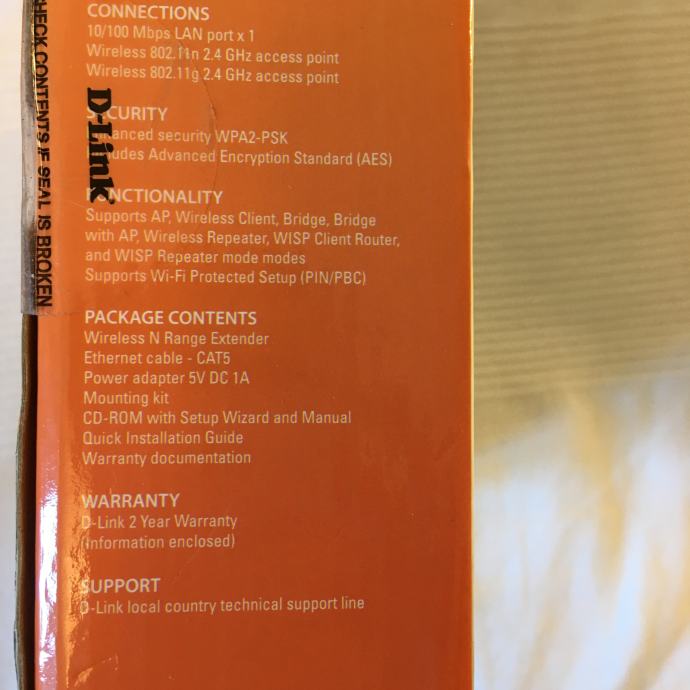 CONNECTIONS
10/100 Mbps LAN port x 1
Wireless 802.11n 2.4 GHz access point
Wireless 802.11g 2.4 GHz access point
SECURITY
Enhanced security WPA2-PSK
Includes Advanced Encryption Standard (AES)
FUNCTIONALITY
Supports AP, Wireless Client, Bridge, Bridge
with AP, Wireless Repeater, WISP Client Router,
and WISP Repeater mode modes
Supports Wi-Fi Protected Setup (PIN/PBC)
PACKAGE CONTENTS
Wireless N Range Extender
Ethernet cable - CAT5
Power adapter 5V DC 1A
Mounting kit
CD-ROM with Setup Wizard and Manual
Quick Installation Guide
Warranty documentation
WARRANTY
D-Link 2 Year Warranty
(Information enclosed)
SUPPORT
D-Link local country technical support line
D-Link
CHECK CONTENTS IF SEAL IS BROKEN